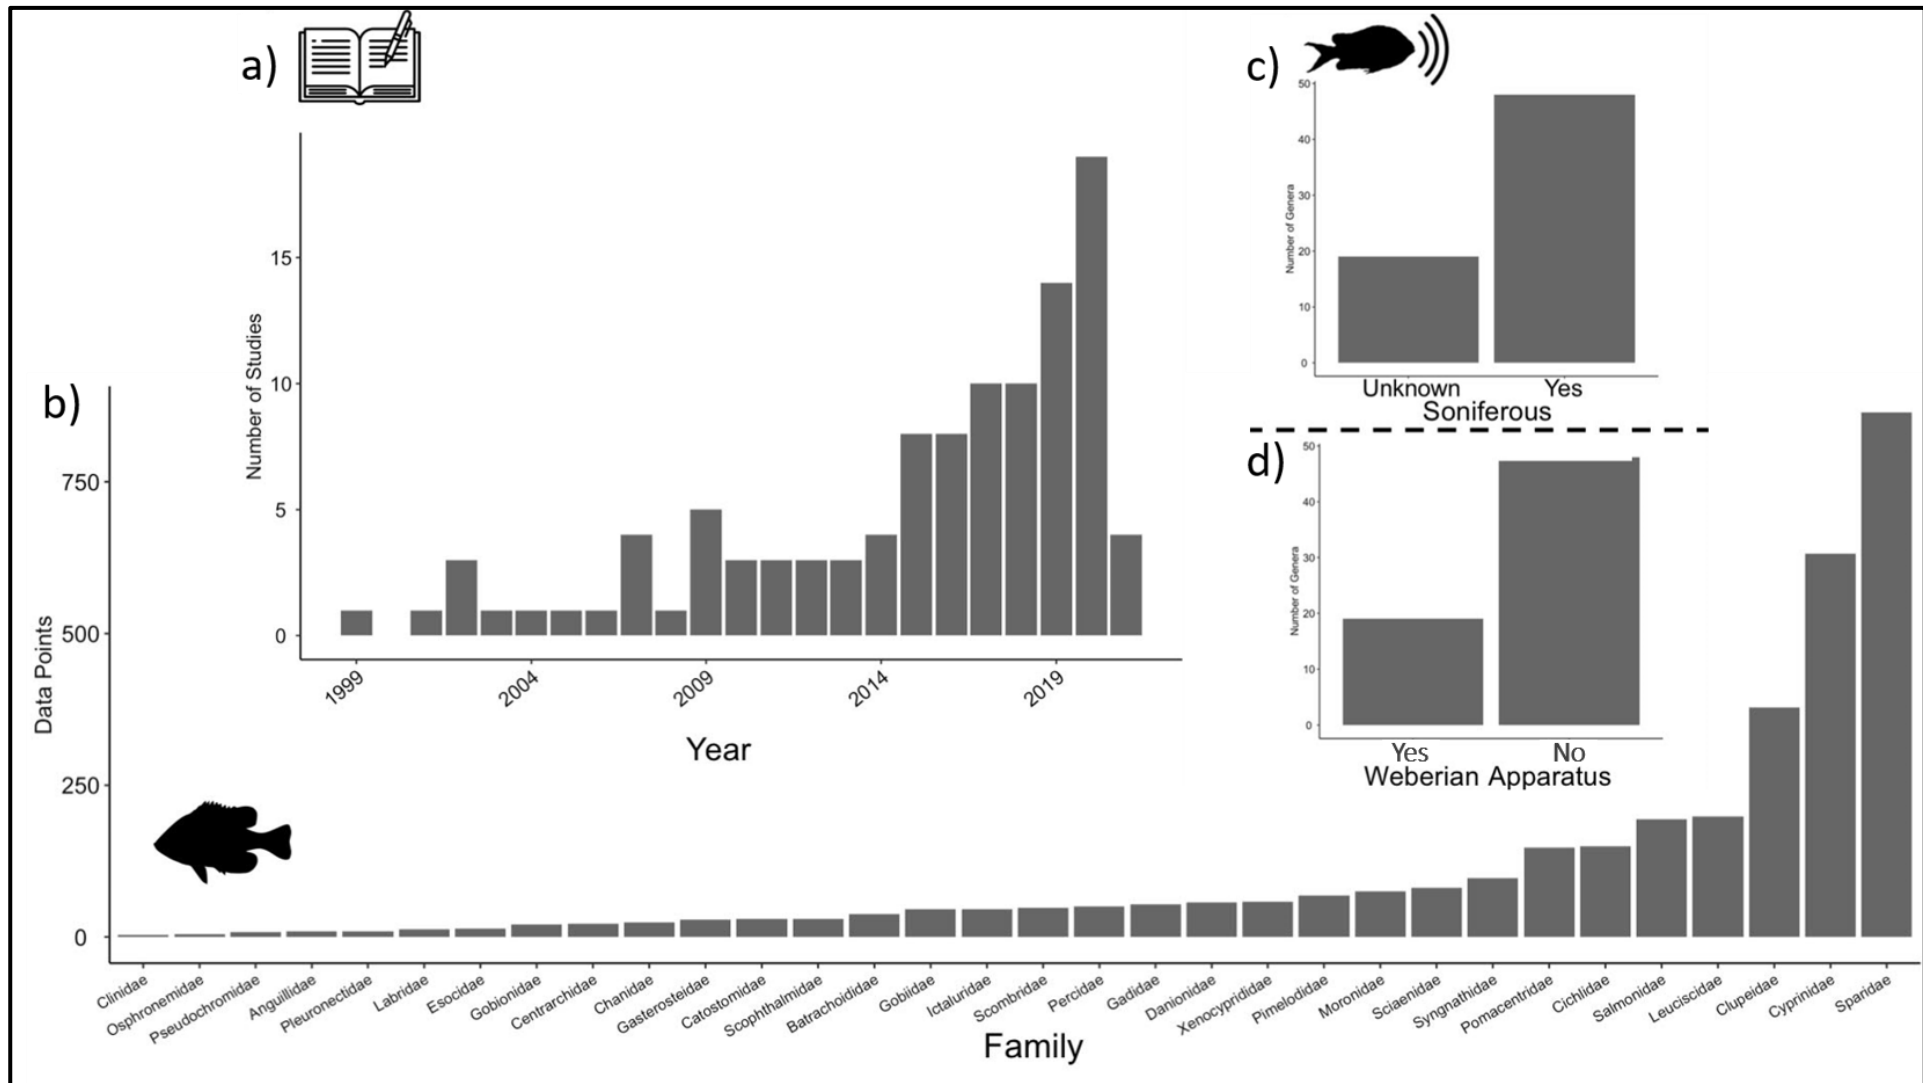 a)
15
10
5
0
Number of Studies
1999
2004
2009
2014
2019
Year
b)
750
500
250
0
Data Points
Clinidae
Osphronemidae
Pseudochromidae
Anguillidae
Pleuronectidae
Labridae
Esocidae
Gobionidae
Centrarchidae
Chanidae
Gasterosteidae
Catostomidae
Scophthalmidae
Batrachoididae
Gobiidae
Ictaluridae
Scombridae
Percidae
Gadidae
Danionidae
Xenocyprididae
Pimelodidae
Moronidae
Sciaenidae
Syngnathidae
Pomacentridae
Cichlidae
Salmonidae
Leuciscidae
Clupeidae
Cyprinidae
Sparidae
Family
c)
50
40
30
20
10
0
Number of Genera
Unknown
Yes
Soniferous
d)
50
40
30
20
10
0
Number of Genera
Yes
No
Weberian Apparatus